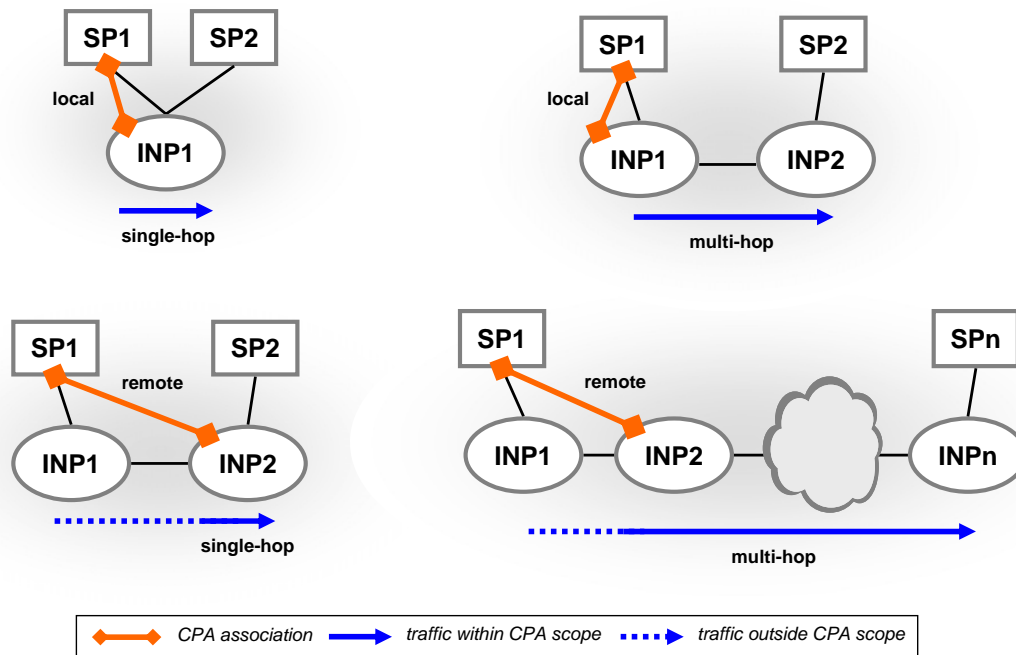 SP1
SP2
local
INP1
single-hop
SP1
SP2
local
INP1
INP2
multi-hop
SP1
SP2
remote
INP1
INP2
single-hop
SP1
SPn
remote
INP1
INP2
INPn
multi-hop
CPA association
traffic within CPA scope
traffic outside CPA scope